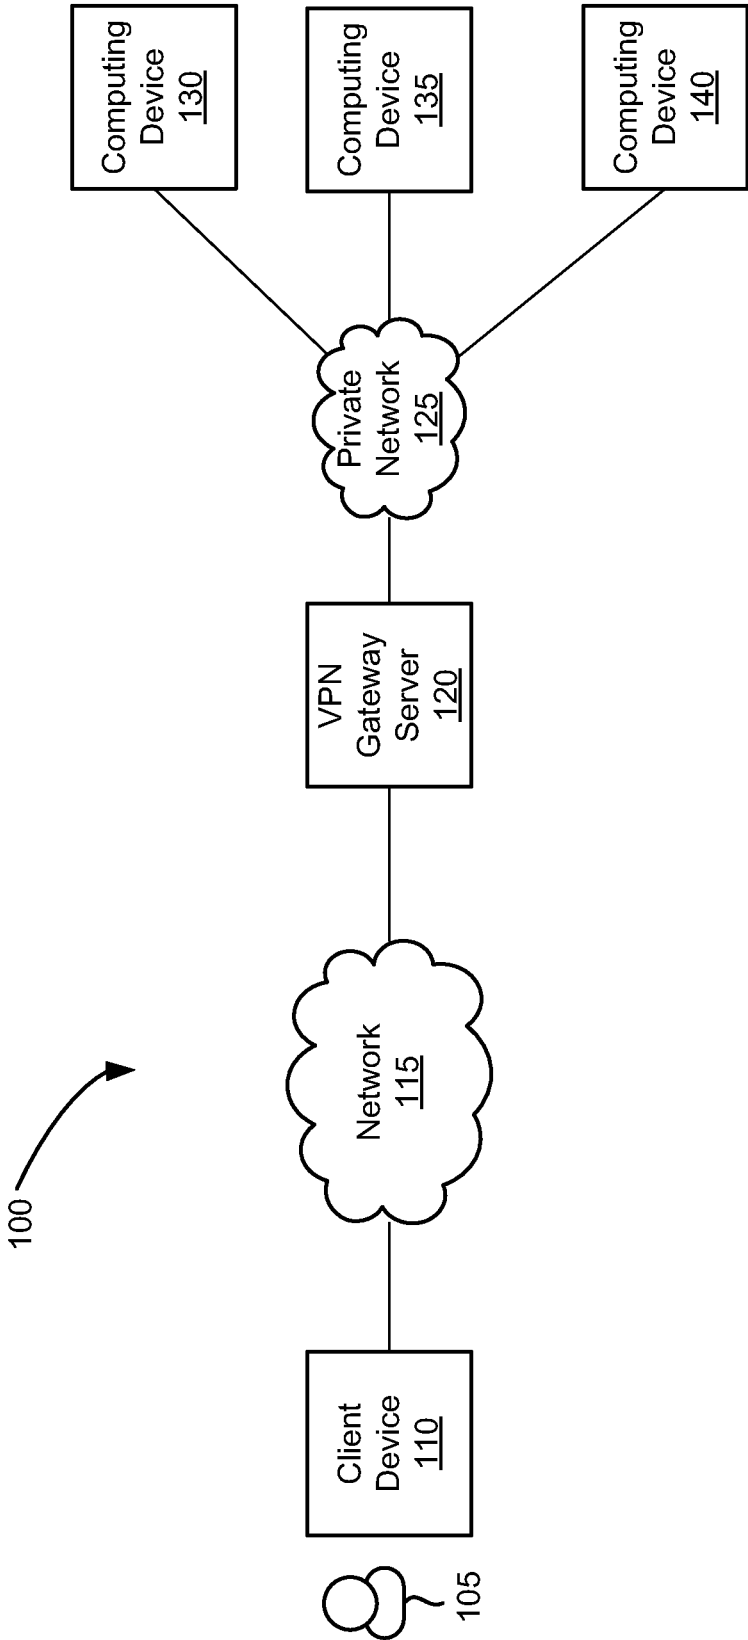 100
105
Client
Device
110
Network
115
VPN
Gateway
Server
120
Private
Network
125
Computing
Device
130
Computing
Device
135
Computing
Device
140